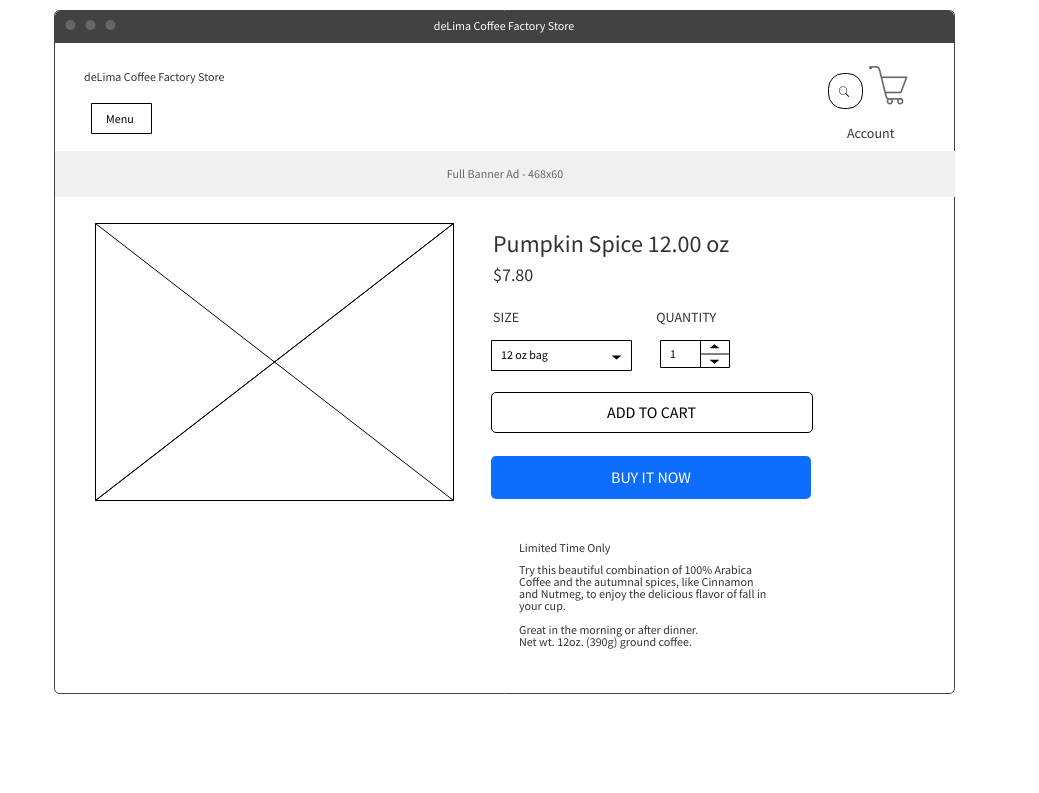 deLima Coffee Factory Store
deLima Coffee Factory Store
Menu
Account
Full Banner Ad - 468x60
Pumpkin Spice 12.00 oz
$7.80
SIZE
QUANTITY
12 oz bag
1
ADD TO CART
BUY IT NOW
Limited Time Only
Try this beautiful combination of 100% Arabica
Coffee and the autumnal spices, like Cinnamon
and Nutmeg, to enjoy the delicious flavor of fall in
your cup.
Great in the morning or after dinner.
Net wt. 12oz. (390g) ground coffee.